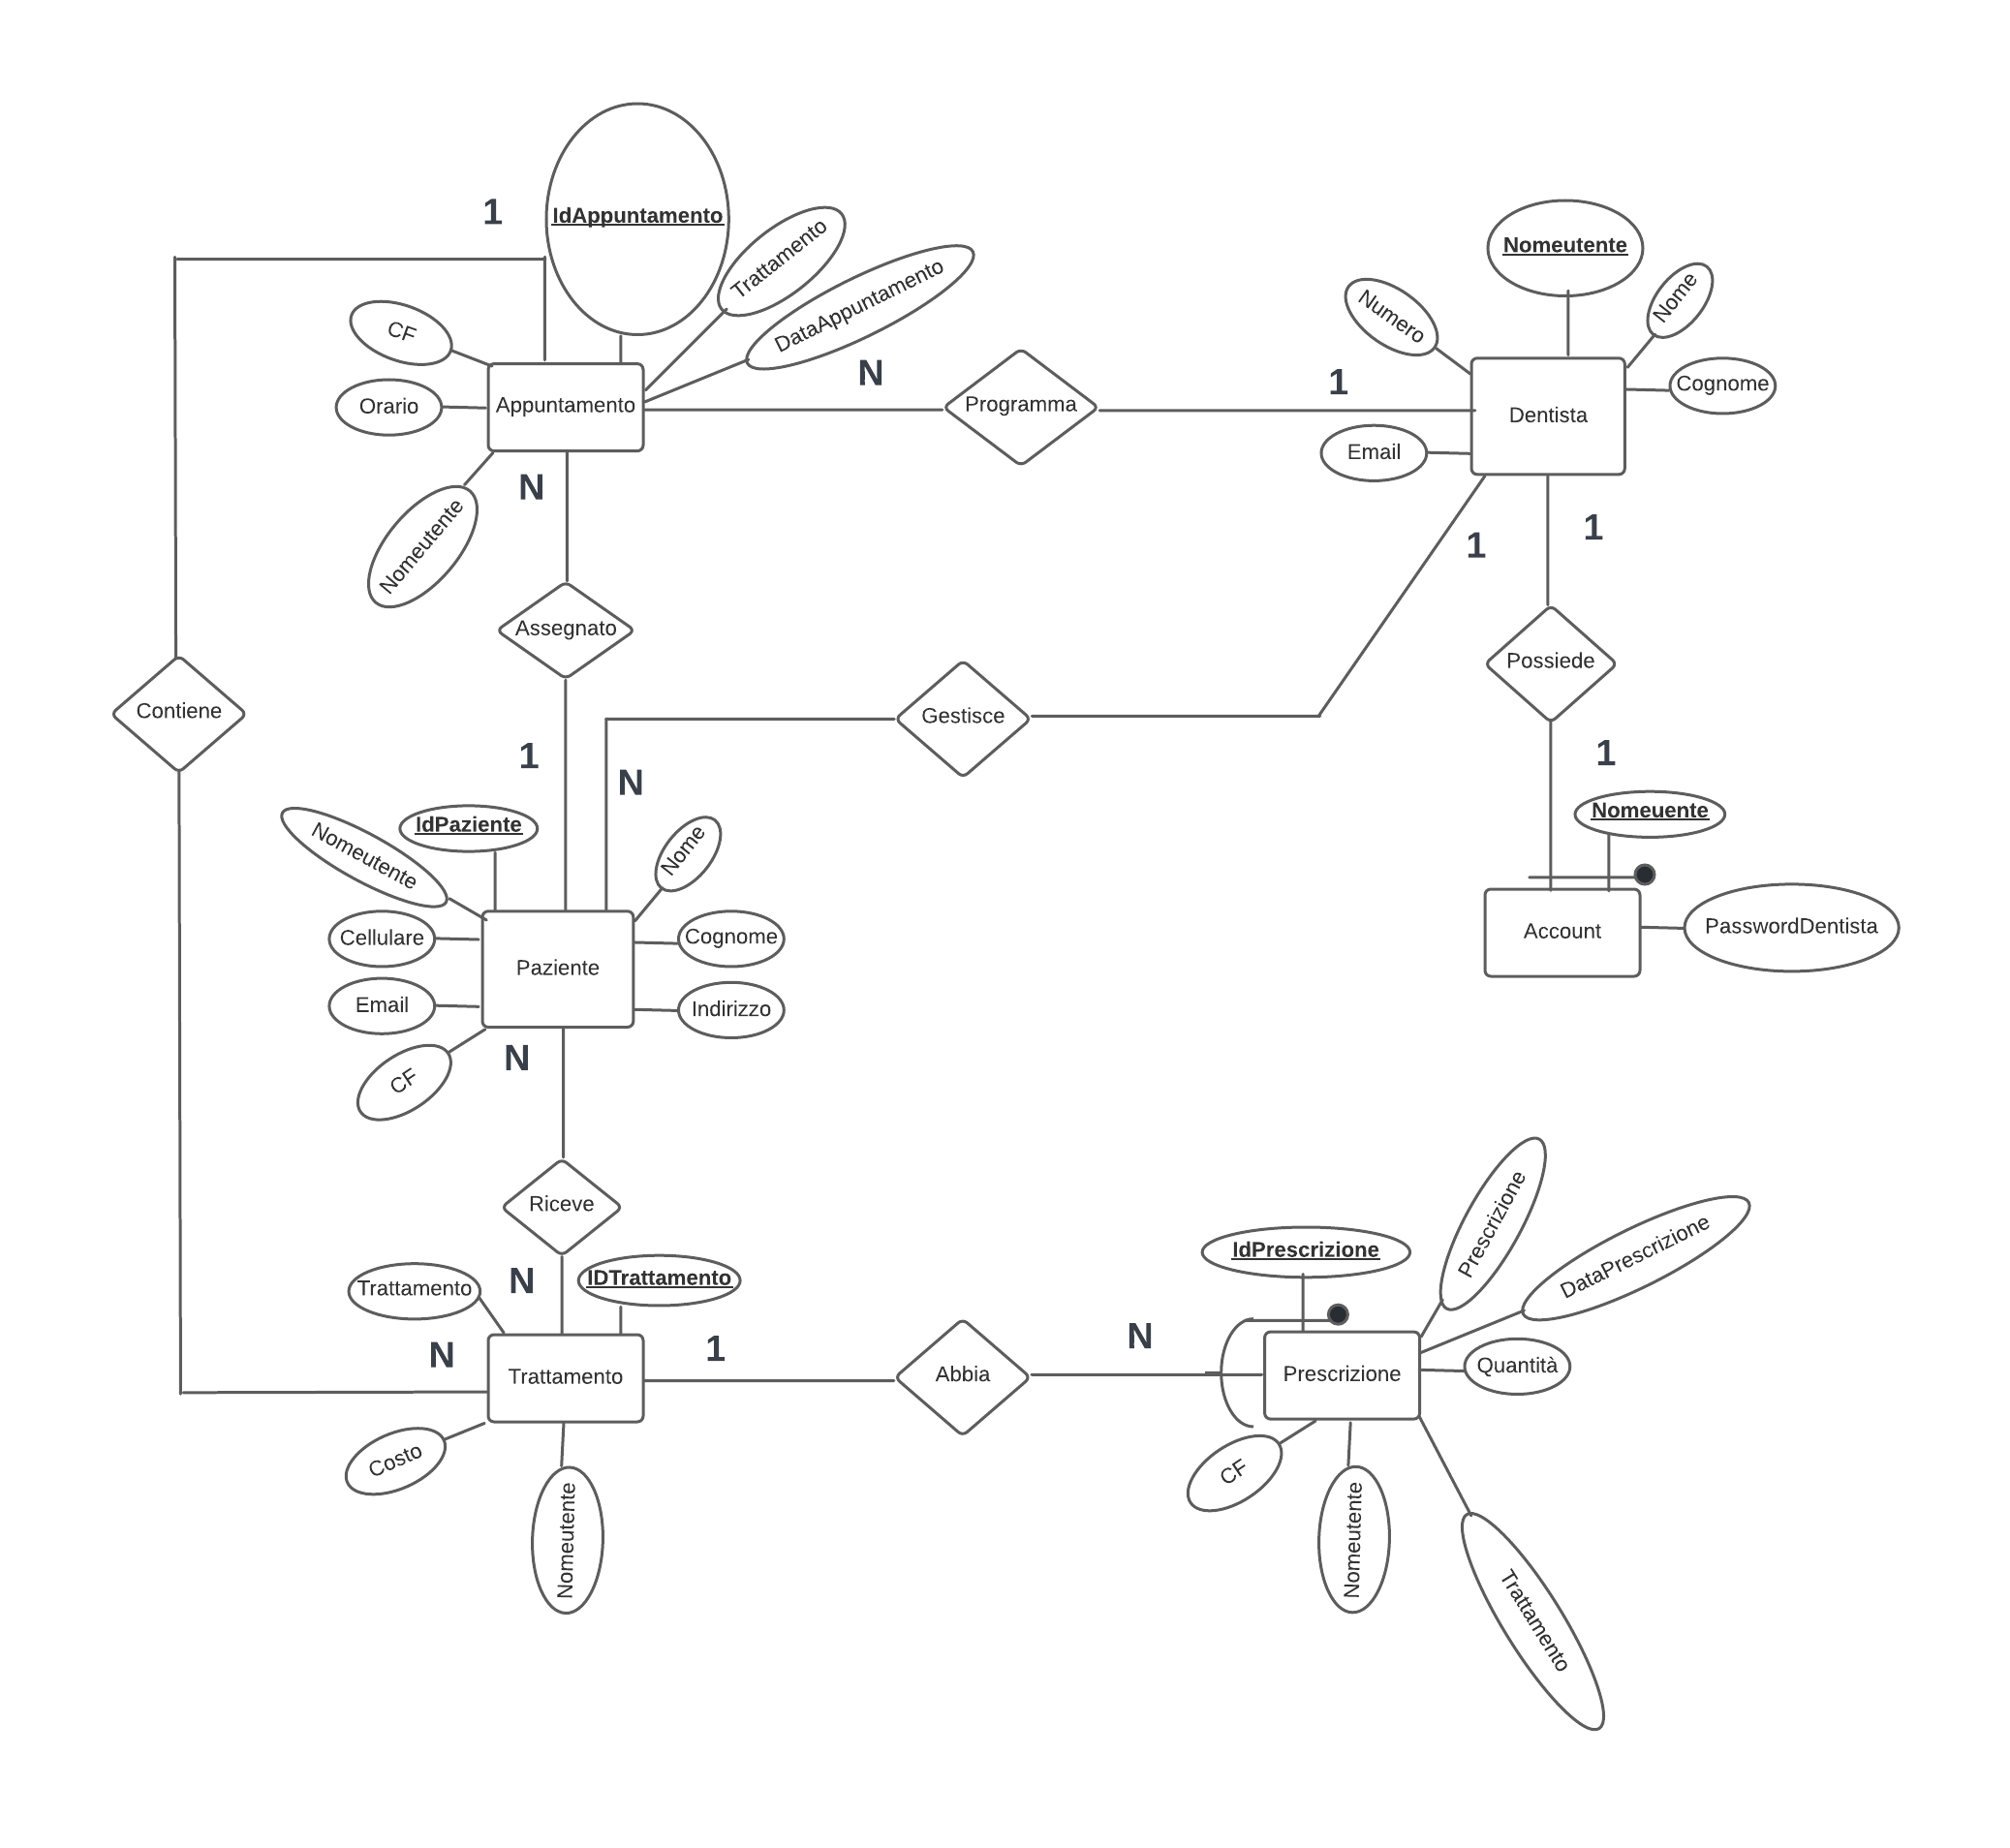 1
IdAppuntamento
Trattamento
DataAppuntamento
CF
Orario
Nomeutente
Appuntamento
N
Programma
1
Numero
Nomeutente
Nome
Cognome
Email
Dentista
N
Assegnato
1
1
Possiede
1
Nomeuente
Account
PasswordDentista
Contiene
Gestisce
1
N
Nomeutente
IdPaziente
Nome
Cellulare
Cognome
Paziente
Email
Indirizzo
CF
N
Riceve
N
IDTrattamento
Trattamento
N
Trattamento
1
Abbia
N
Costo
Nomeutente
IdPrescrizione
Prescrizione
DataPrescrizione
Prescrizione
Quantità
CF
Nomeutente
Trattamento